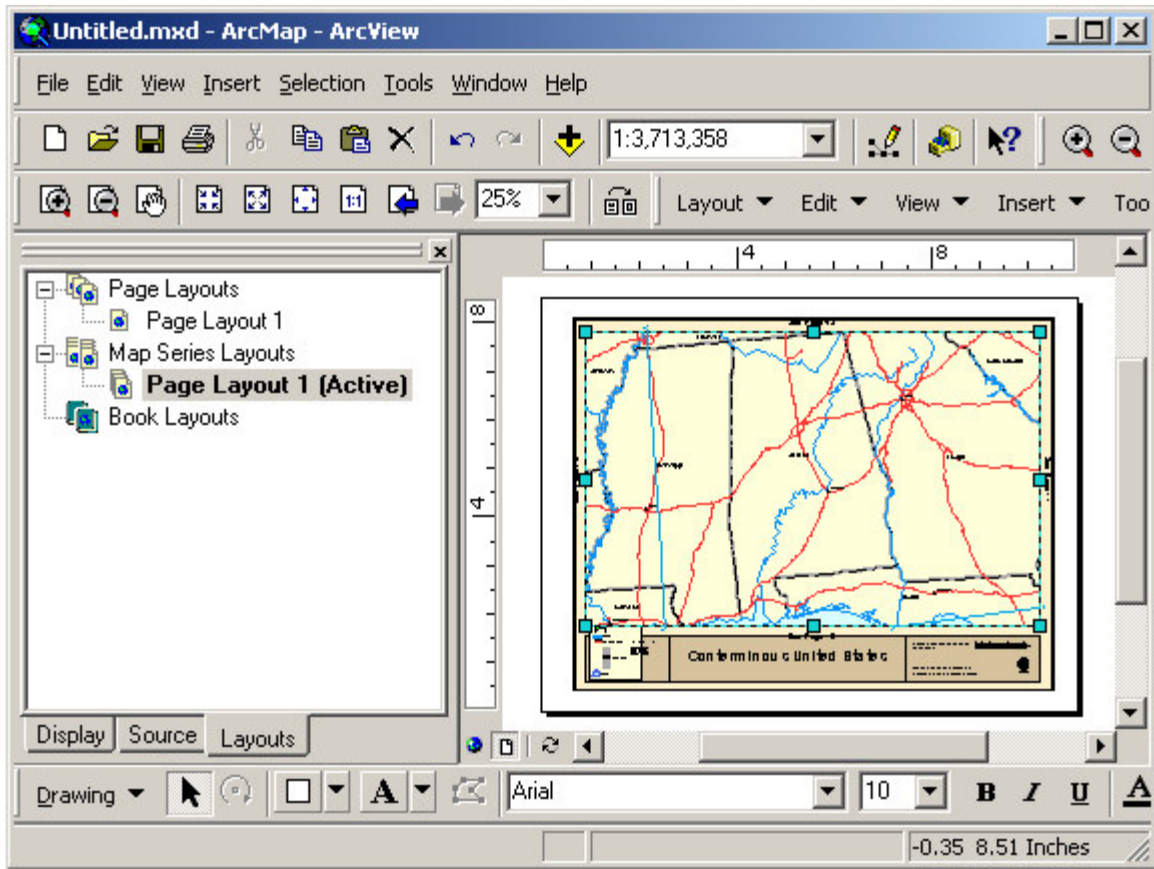 Untitled.mxd - ArcMap - ArcView
File Edit View Insert Selection Tools Window Help
1:3,713,358
1:1 25% Layout Edit View Insert Too
Page Layouts
Page Layout 1
Map Series Layouts
Page Layout 1 (Active)
Book Layouts
4 8
8
4
Conterminous United States
Display Source Layouts
Drawing A Arial 10 B I U A
-0.35 8.51 Inches